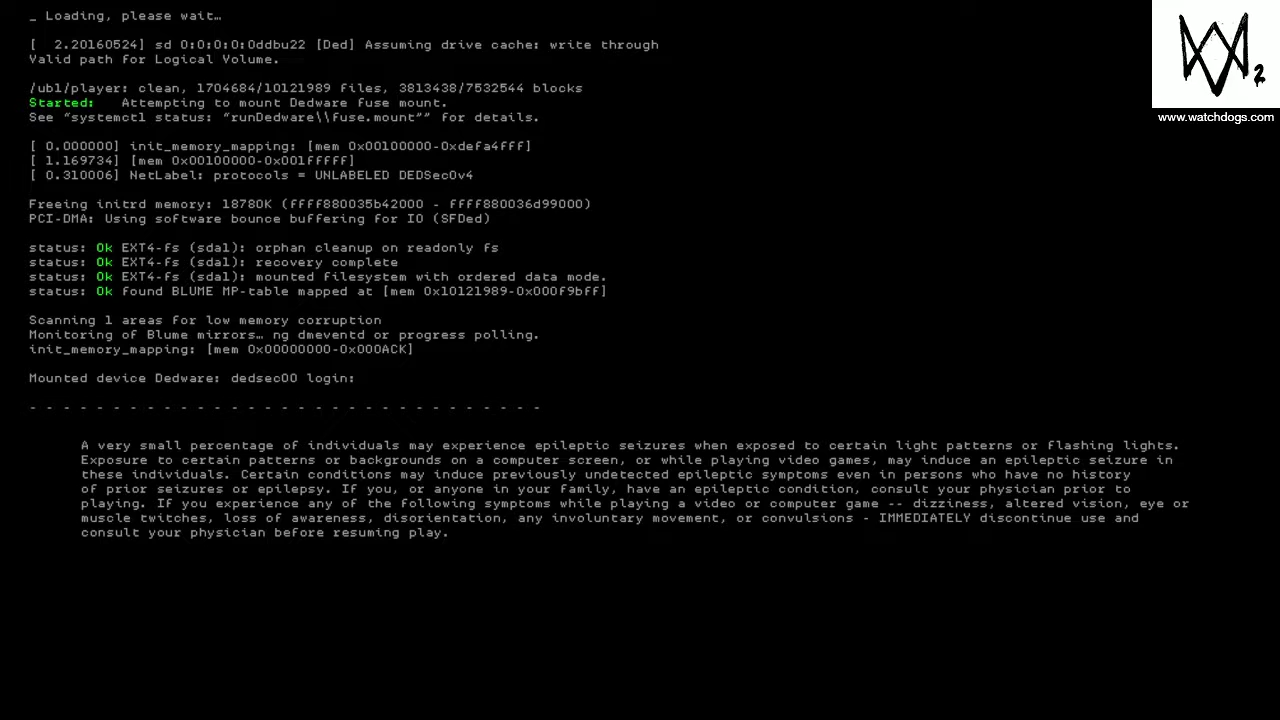 _ Loading, please wait…
[  2.20160524] sd 0:0:0:0:0ddbu22 [Ded] Assuming drive cache: write through
Valid path for Logical Volume.
/ubl/player: clean, 1704684/10121989 files, 3813438/7532544 blocks
Started:   Attempting to mount Dedware fuse mount.
See “systemctl status: “runDedware\\fuse.mount”” for details.
[ 0.000000] init_memory_mapping: [mem 0x00100000-0xdefa4fff]
[ 1.169734] [mem 0x00100000-0x001fffff]
[ 0.310006] NetLabel: protocols = UNLABELED DEDSec0v4
Freeing initrd memory: 18780K (ffff880035b42000 - ffff880036d99000)
PCI-DMA: Using software bounce buffering for IO (SFDed)
status: Ok EXT4-fs (sda1): orphan cleanup on readonly fs
status: Ok EXT4-fs (sda1): recovery complete
status: Ok EXT4-fs (sda1): mounted filesystem with ordered data mode.
status: Ok found BLUME MP-table mapped at [mem 0x10121989-0x000f9bff]
Scanning 1 areas for low memory corruption
Monitoring of Blume mirrors… ng dmeventd or progress polling.
init_memory_mapping: [mem 0x00000000-0x000ACK]
Mounted device Dedware: dedsec00 login:
- - - - - - - - - - - - - - - - - - - - - - - - - - - - - - -
A very small percentage of individuals may experience epileptic seizures when exposed to certain light patterns or flashing lights.
Exposure to certain patterns or backgrounds on a computer screen, or while playing video games, may induce an epileptic seizure in
these individuals. Certain conditions may induce previously undetected epileptic symptoms even in persons who have no history
of prior seizures or epilepsy. If you, or anyone in your family, have an epileptic condition, consult your physician prior to
playing. If you experience any of the following symptoms while playing a video or computer game -- dizziness, altered vision, eye or
muscle twitches, loss of awareness, disorientation, any involuntary movement, or convulsions - IMMEDIATELY discontinue use and
consult your physician before resuming play.
2
www.watchdogs.com